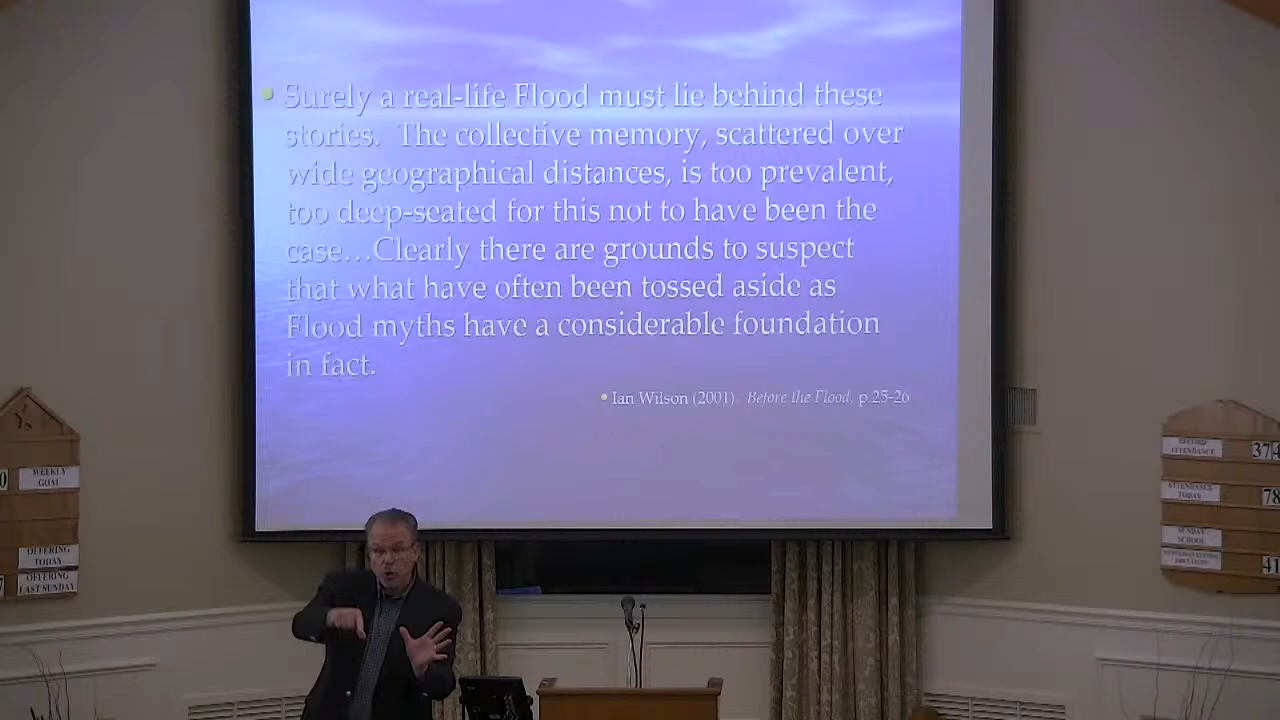 Surely a real-life Flood must lie behind these
stories. The collective memory, scattered over
wide geographical distances, is too prevalent,
too deep-seated for this not to have been the
case...Clearly there are grounds to suspect
that what have often been tossed aside as
Flood myths have a considerable foundation
in fact.
Ian Wilson (2001). Before the Flood, p 25-26
WEEKLY
GOAL
OFFERING
TODAY
OFFERING
LAST SUNDAY
RECORD
ATTENDANCE
374
ATTENDANCE
TODAY
78
SUNDAY
SCHOOL
41